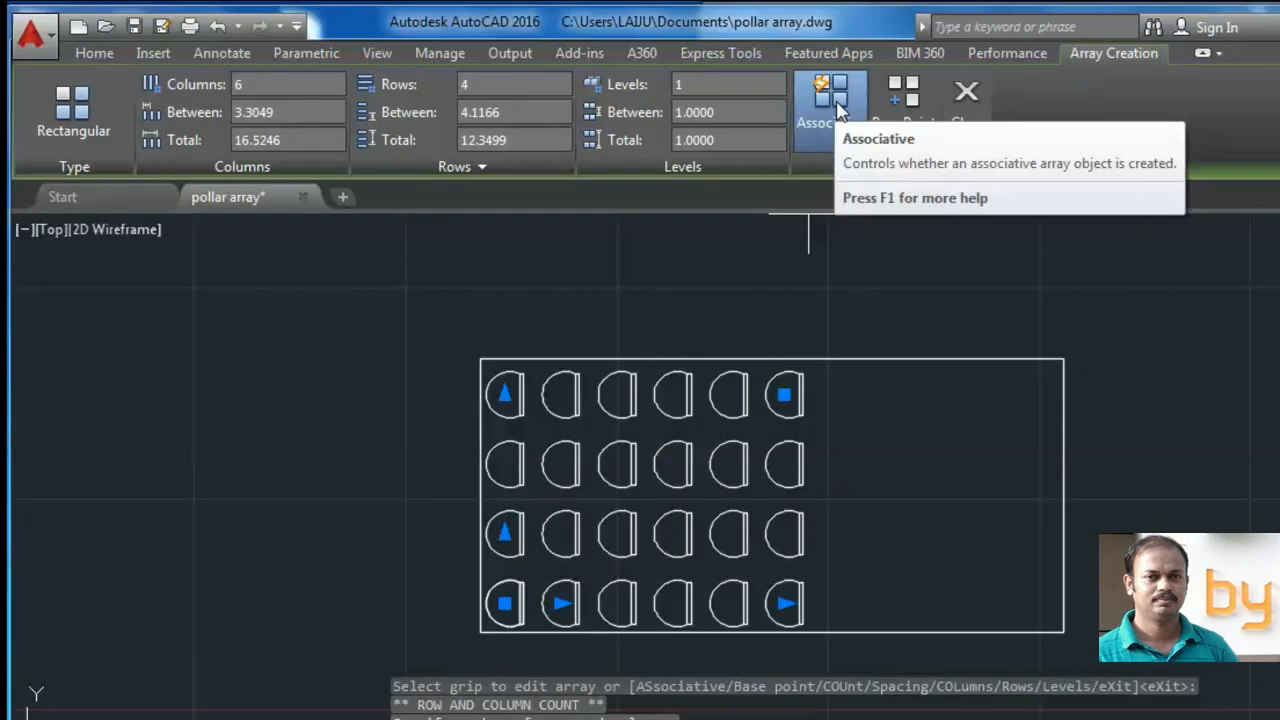 Autodesk AutoCAD 2016 C:\Users\LAIJU\Documents\pollar array.dwg
Type a keyword or phrase
Sign In
Home Insert Annotate Parametric View Manage Output Add-ins A360 Express Tools Featured Apps BIM 360 Performance Array Creation
Columns: 6 Rows: 4 Levels: 1
Between: 3.3049 Between: 4.1166 Between: 1.0000
Rectangular
Total: 16.5246 Total: 12.3499 Total: 1.0000
Type Columns Rows Levels
Associative
Controls whether an associative array object is created.
Press F1 for more help
Start pollar array* +
[−][Top][2D Wireframe]
by
Select grip to edit array or [ASsociative/Base point/COUnt/Spacing/COLumns/Rows/Levels/eXit]<eXit>:
** ROW AND COLUMN COUNT **
Y